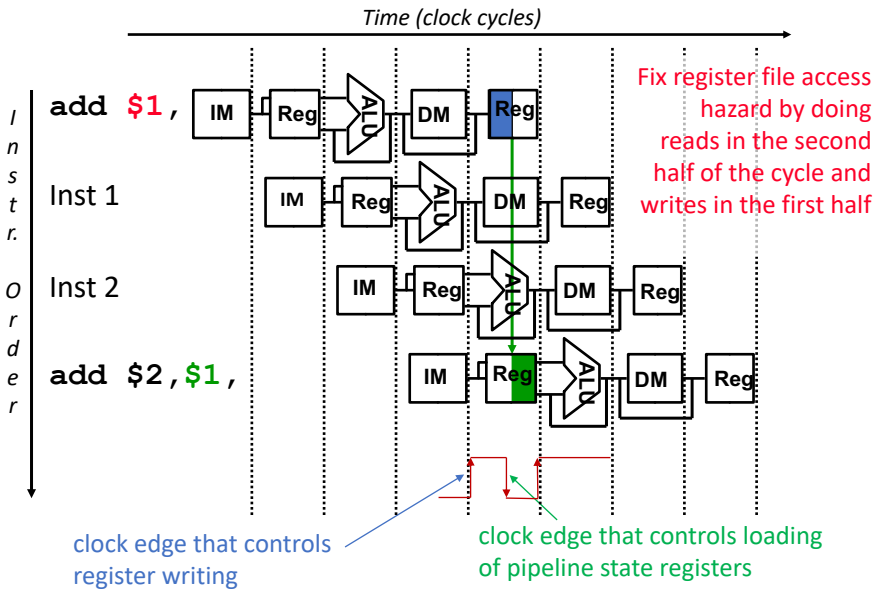 Time (clock cycles)
Instr. Order
add $1,
IM
Reg
ALU
DM
Reg
Fix register file access
hazard by doing
reads in the second
half of the cycle and
writes in the first half
Inst 1
IM
Reg
ALU
DM
Reg
Inst 2
IM
Reg
ALU
DM
Reg
add $2,$1,
IM
Reg
ALU
DM
Reg
clock edge that controls
register writing
clock edge that controls loading
of pipeline state registers